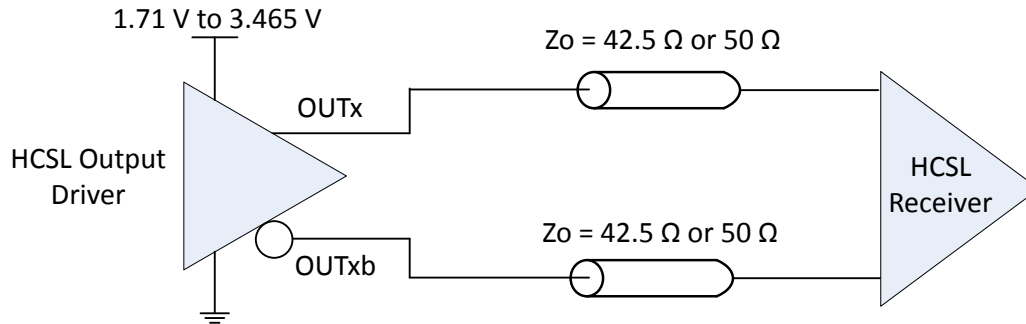 1.71 V to 3.465 V
Zo = 42.5 Ω or 50 Ω
OUTx
HCSL Output
Driver
HCSL
Receiver
Zo = 42.5 Ω or 50 Ω
OUTxb